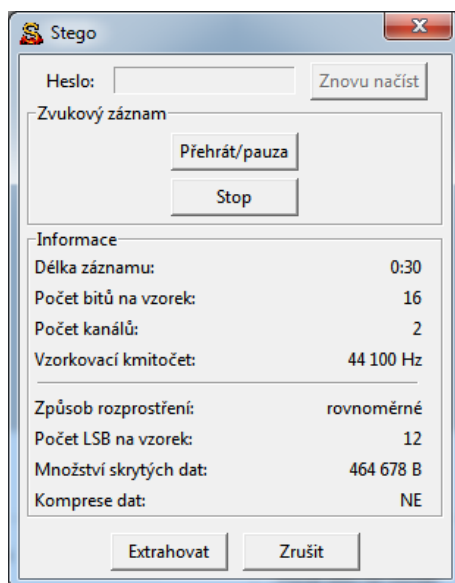 Stego
Heslo: Znovu načíst
Zvukový záznam
Přehrát/pauza
Stop
Informace
Délka záznamu: 0:30
Počet bitů na vzorek: 16
Počet kanálů: 2
Vzorkovací kmitočet: 44 100 Hz
Způsob rozprostření: rovnoměrné
Počet LSB na vzorek: 12
Množství skrytých dat: 464 678 B
Komprese dat: NE
Extrahovat Zrušit